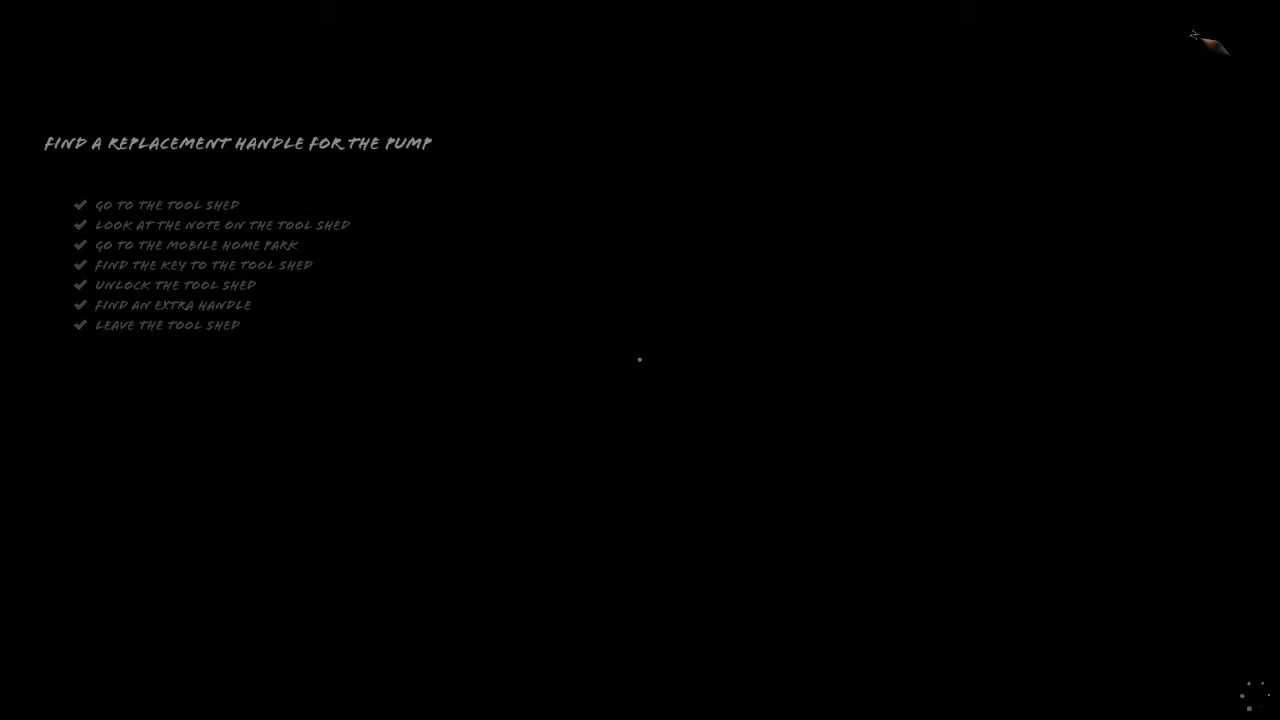 FIND A REPLACEMENT HANDLE FOR THE PUMP
GO TO THE TOOL SHED
LOOK AT THE NOTE ON THE TOOL SHED
GO TO THE MOBILE HOME PARK
FIND THE KEY TO THE TOOL SHED
UNLOCK THE TOOL SHED
FIND AN EXTRA HANDLE
LEAVE THE TOOL SHED